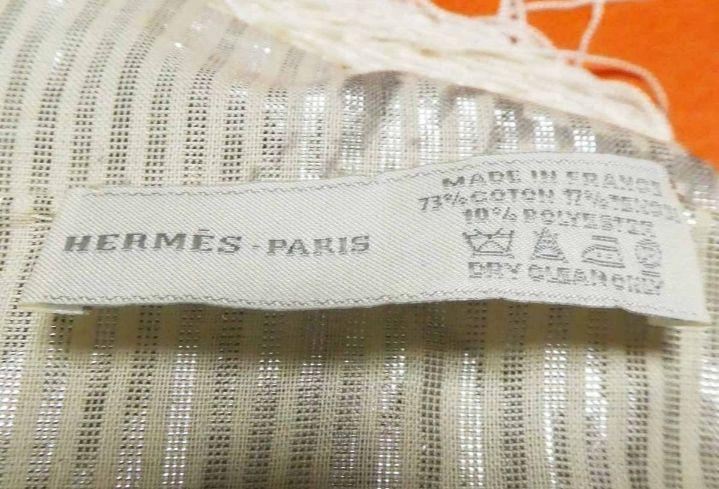 HERMÈS-PARIS
MADE IN FRANCE
73% COTON 17% TENCEL
10% POLYESTER
DRY CLEAN ONLY